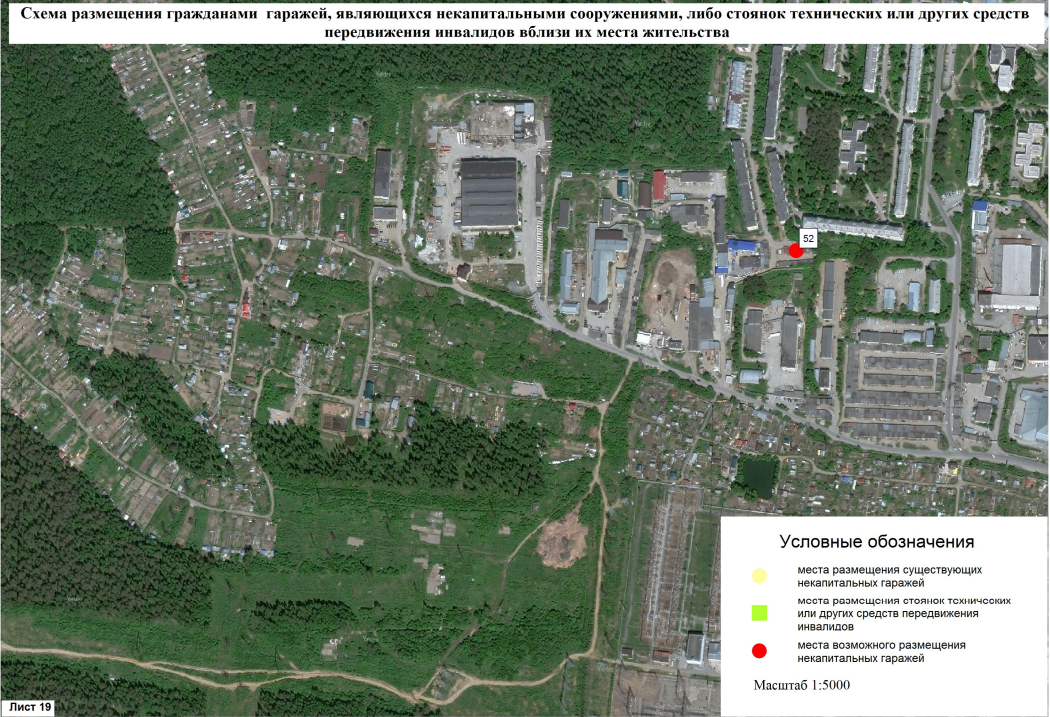 Схема размещения гражданами гаражей, являющихся некапитальными сооружениями, либо стоянок технических или других средств
передвижения инвалидов вблизи их места жительства
52
Условные обозначения
места размещения существующих
некапитальных гаражей
места размещения стоянок технических
или других средств передвижения
инвалидов
места возможного размещения
некапитальных гаражей
Масштаб 1:5000
Лист 19